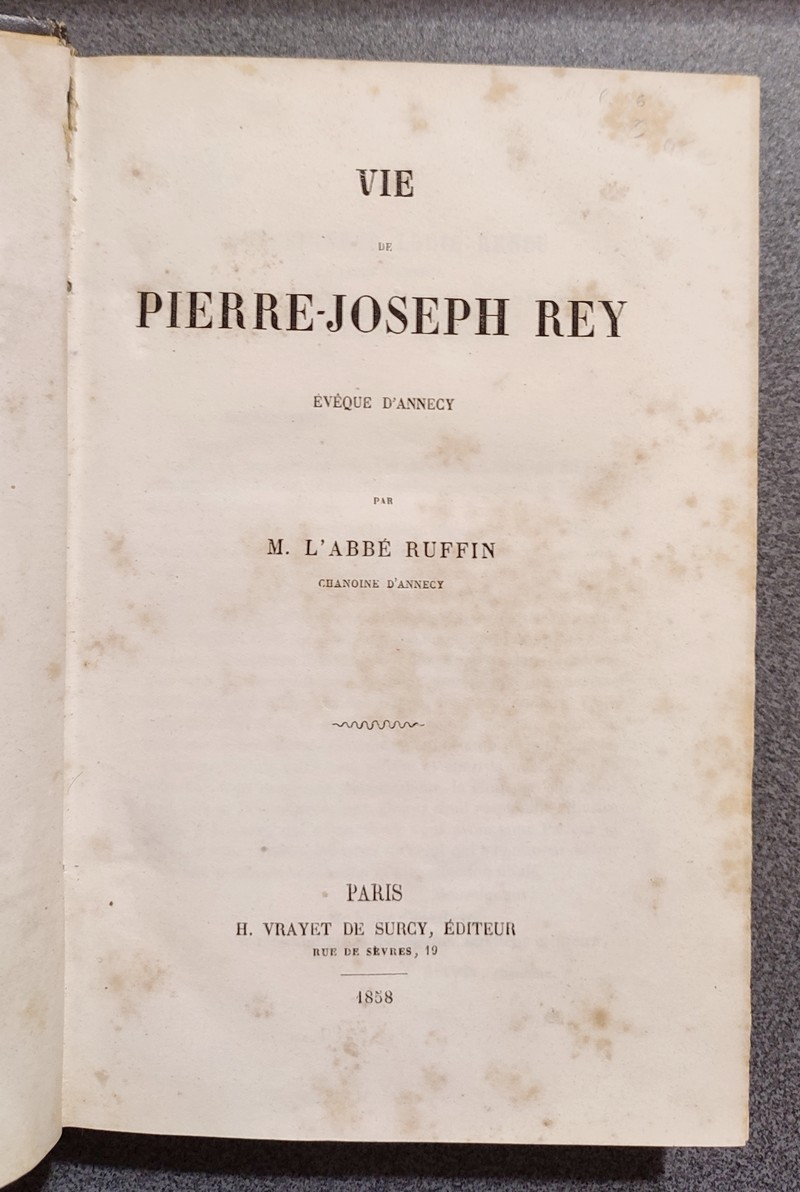 VIE
DE
PIERRE-JOSEPH REY
ÉVÊQUE D'ANNECY
PAR
M. L'ABBÉ RUFFIN
CHANOINE D'ANNECY
PARIS
H. VRAYET DE SURCY, ÉDITEUR
RUE DE SÈVRES, 19
1858